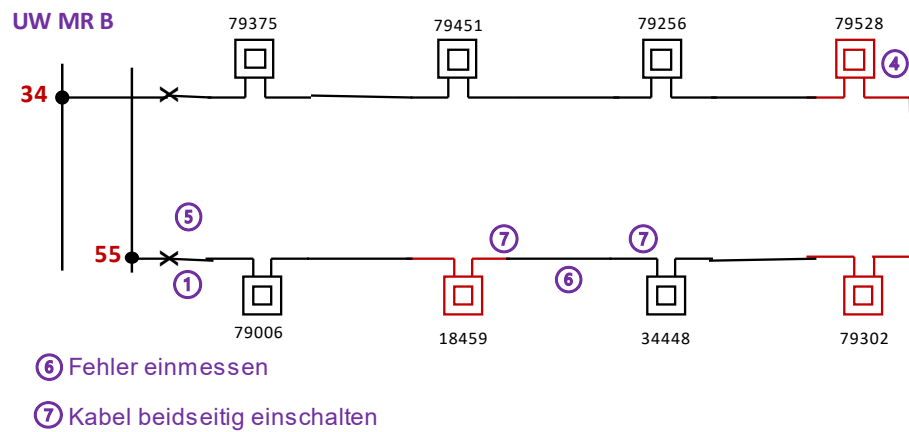 UW MR B
79375 79451 79256 79528
34
4
5
55
7 7
1
6
79006 18459 34448 79302
6 Fehler einmessen
7 Kabel beidseitig einschalten